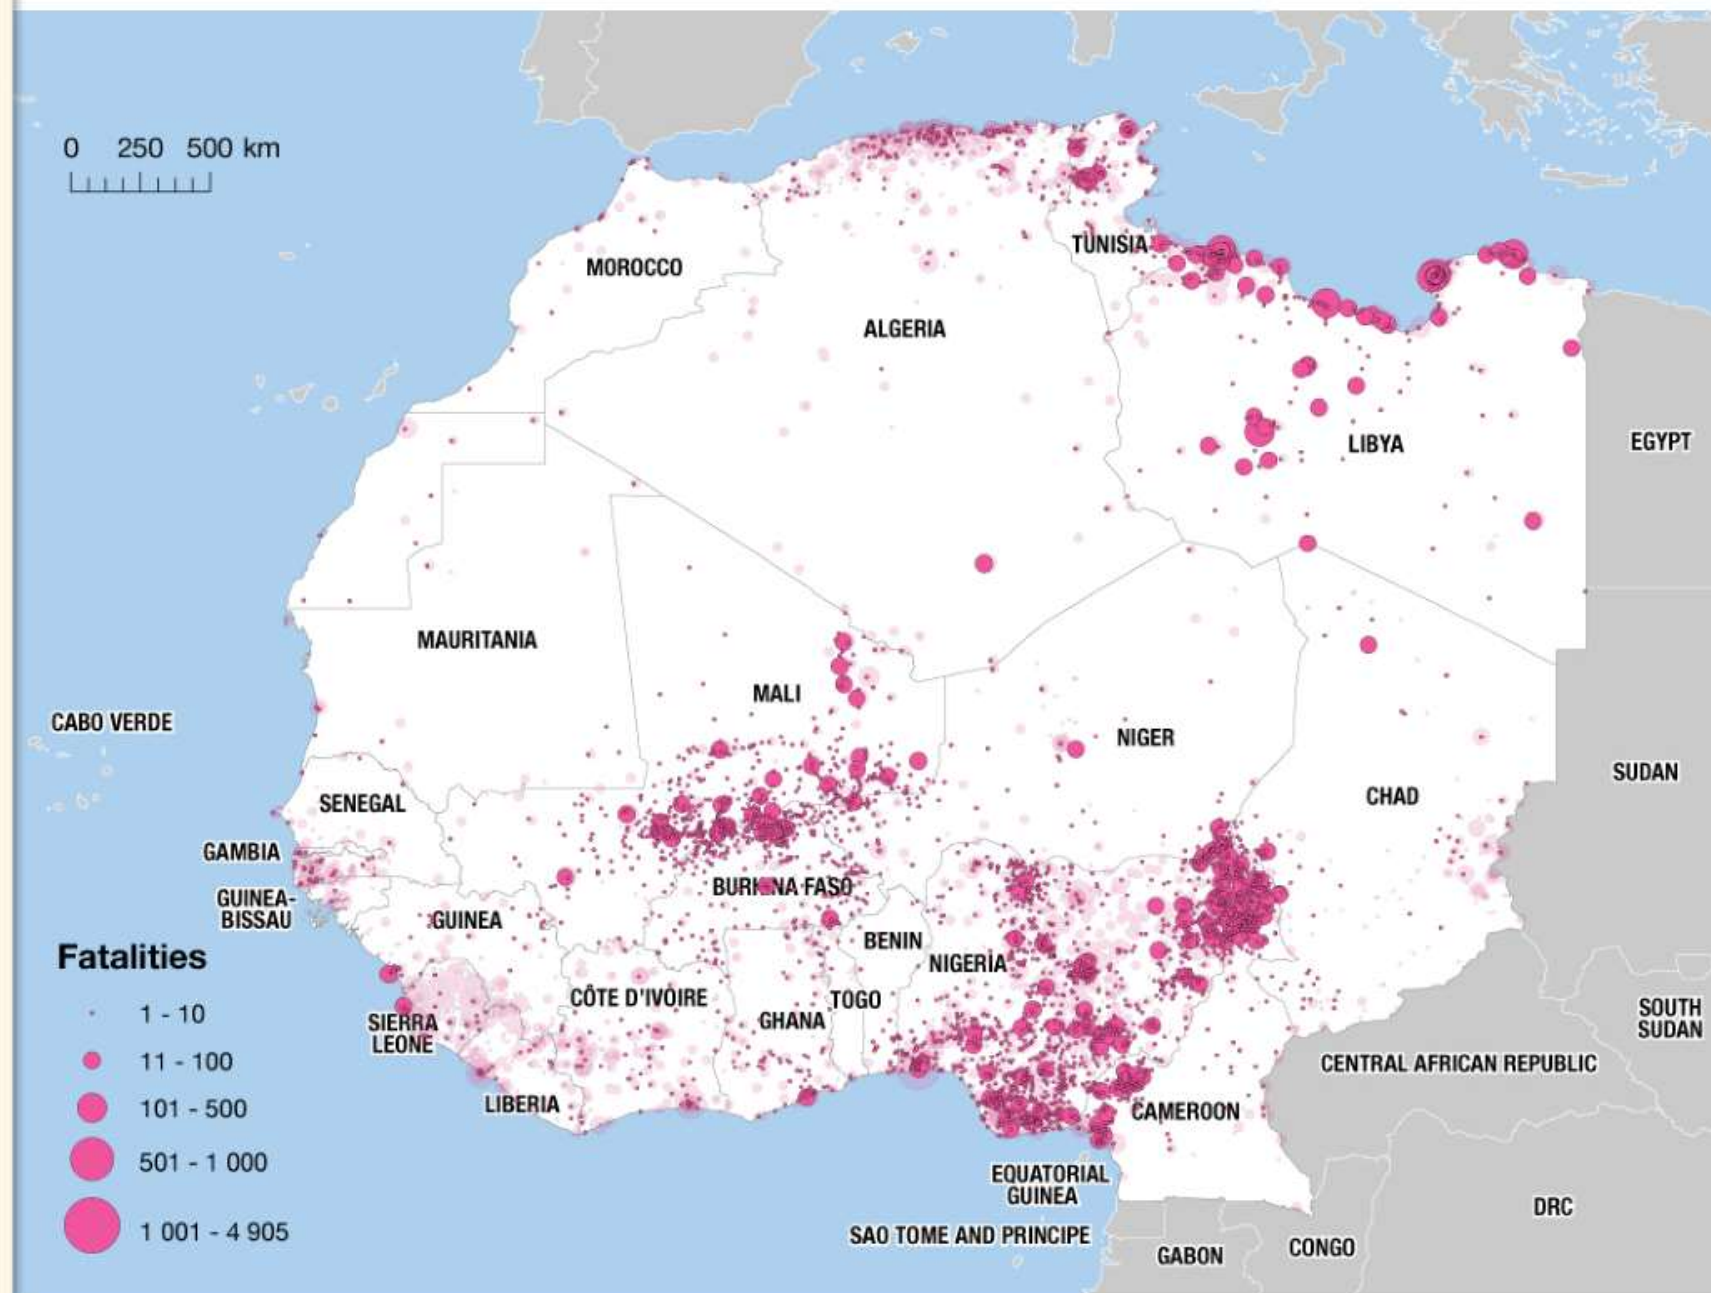 0 250 500 km
MOROCCO
TUNISIA
ALGERIA
LIBYA
EGYPT
MAURITANIA
MALI
CABO VERDE
NIGER
SUDAN
SENEGAL
CHAD
GAMBIA
GUINEA-
BISSAU
BURKINA FASO
GUINEA
BENIN
NIGERIA
CÔTE D'IVOIRE
TOGO
GHANA
SIERRA
LEONE
SOUTH
SUDAN
CENTRAL AFRICAN REPUBLIC
LIBERIA
CAMEROON
EQUATORIAL
GUINEA
SAO TOME AND PRINCIPE
GABON
CONGO
DRC
Fatalities
1 - 10
11 - 100
101 - 500
501 - 1 000
1 001 - 4 905